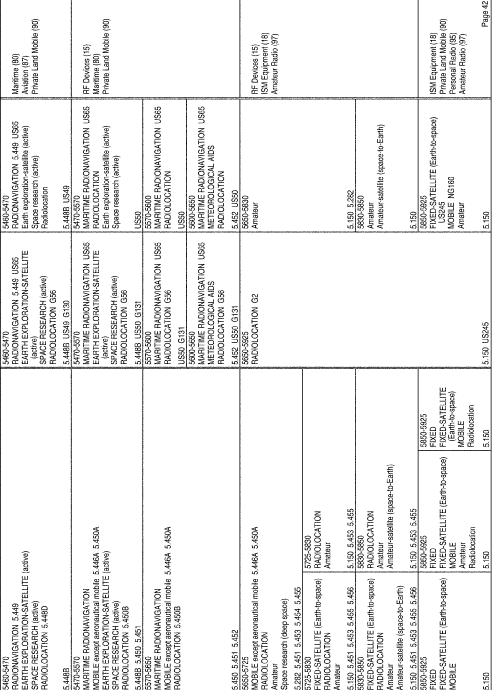 5460-5470
RADIONAVIGATION 5.449
EARTH EXPLORATION-SATELLITE (active)
SPACE RESEARCH (active)
RADIOLOCATION 5.448D
5.448B
5460-5470
RADIONAVIGATION 5.449 US65
EARTH EXPLORATION-SATELLITE
(active)
SPACE RESEARCH (active)
RADIOLOCATION G56
5.448B US49 G130
5460-5470
RADIONAVIGATION 5.449 US65
Earth exploration-satellite (active)
Space research (active)
Radiolocation
5.448B US49
Maritime (80)
Aviation (87)
Private Land Mobile (90)
5470-5570
MARITIME RADIONAVIGATION
MOBILE except aeronautical mobile 5.446A 5.450A
EARTH EXPLORATION-SATELLITE (active)
SPACE RESEARCH (active)
RADIOLOCATION 5.450B
5.448B 5.450 5.451
5470-5570
MARITIME RADIONAVIGATION US65
EARTH EXPLORATION-SATELLITE
(active)
SPACE RESEARCH (active)
RADIOLOCATION G56
5.448B US50 G131
5470-5570
MARITIME RADIONAVIGATION US65
RADIOLOCATION
Earth exploration-satellite (active)
Space research (active)
US50
RF Devices (15)
Maritime (80)
Private Land Mobile (90)
5570-5650
MARITIME RADIONAVIGATION
MOBILE except aeronautical mobile 5.446A 5.450A
RADIOLOCATION 5.450B
5.450 5.451 5.452
5570-5600
MARITIME RADIONAVIGATION US65
RADIOLOCATION G56
US50 G131
5570-5600
MARITIME RADIONAVIGATION US65
RADIOLOCATION
US50
5600-5650
MARITIME RADIONAVIGATION US65
METEOROLOGICAL AIDS
RADIOLOCATION G56
5.452 US50 G131
5600-5650
MARITIME RADIONAVIGATION US65
METEOROLOGICAL AIDS
RADIOLOCATION
5.452 US50
5650-5725
MOBILE except aeronautical mobile 5.446A 5.450A
RADIOLOCATION
Amateur
Space research (deep space)
5.282 5.451 5.453 5.454 5.455
5650-5925
RADIOLOCATION G2
5.150 US245
5650-5830
Amateur
5.150 5.282
RF Devices (15)
ISM Equipment (18)
Amateur Radio (97)
5725-5830
FIXED-SATELLITE (Earth-to-space)
RADIOLOCATION
Amateur
5.150 5.451 5.453 5.455 5.456
5725-5830
RADIOLOCATION
Amateur
5.150 5.453 5.455
5830-5850
FIXED-SATELLITE (Earth-to-space)
RADIOLOCATION
Amateur
Amateur-satellite (space-to-Earth)
5.150 5.451 5.453 5.455 5.456
5830-5850
RADIOLOCATION
Amateur
Amateur-satellite (space-to-Earth)
5.150 5.453 5.455
5830-5850
Amateur
Amateur-satellite (space-to-Earth)
5.150
5850-5925
FIXED
FIXED-SATELLITE (Earth-to-space)
MOBILE
5.150
5850-5925
FIXED
FIXED-SATELLITE (Earth-to-space)
MOBILE
Amateur
Radiolocation
5.150
5850-5925
FIXED
FIXED-SATELLITE
(Earth-to-space)
MOBILE
Radiolocation
5.150
5850-5925
FIXED-SATELLITE (Earth-to-space)
US245
MOBILE NG160
Amateur
5.150
ISM Equipment (18)
Private Land Mobile (90)
Personal Radio (95)
Amateur Radio (97)
Page 42